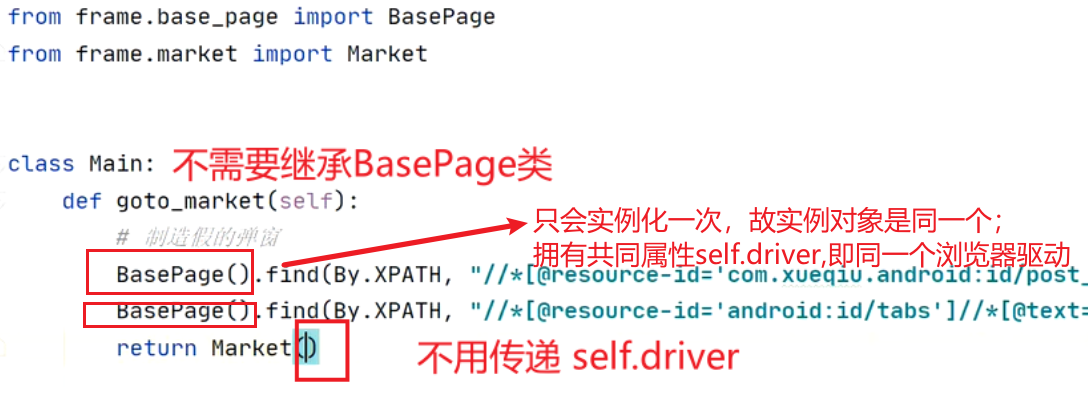 from frame.base_page import BasePage
from frame.market import Market
class Main:
不需要继承BasePage类
def goto_market(self):
# 制造假的弹窗
只会实例化一次，故实例对象是同一个；
拥有共同属性self.driver,即同一个浏览器驱动
BasePage().find(By.XPATH, "//*[@resource-id='com.xueqiu.android:id/post_
BasePage().find(By.XPATH, "//*[@resource-id='android:id/tabs']//*[@text=
return Market()
不用传递 self.driver